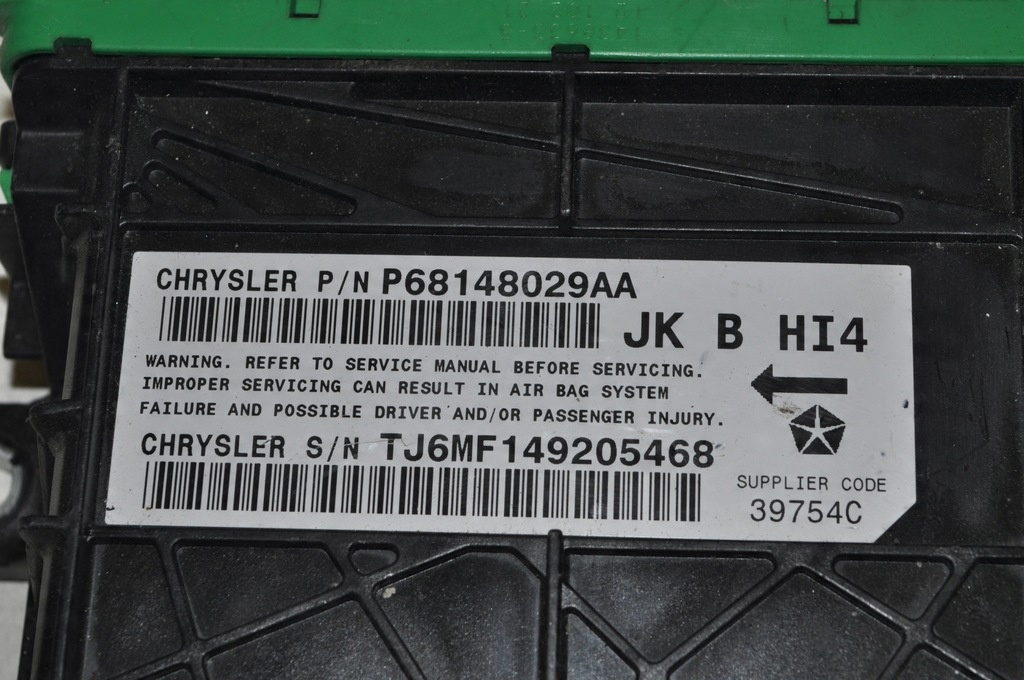 CHRYSLER P/N P68148029AA
JK B HI4
WARNING. REFER TO SERVICE MANUAL BEFORE SERVICING.
IMPROPER SERVICING CAN RESULT IN AIR BAG SYSTEM
FAILURE AND POSSIBLE DRIVER AND/OR PASSENGER INJURY.
CHRYSLER S/N TJ6MF149205468
SUPPLIER CODE
39754C